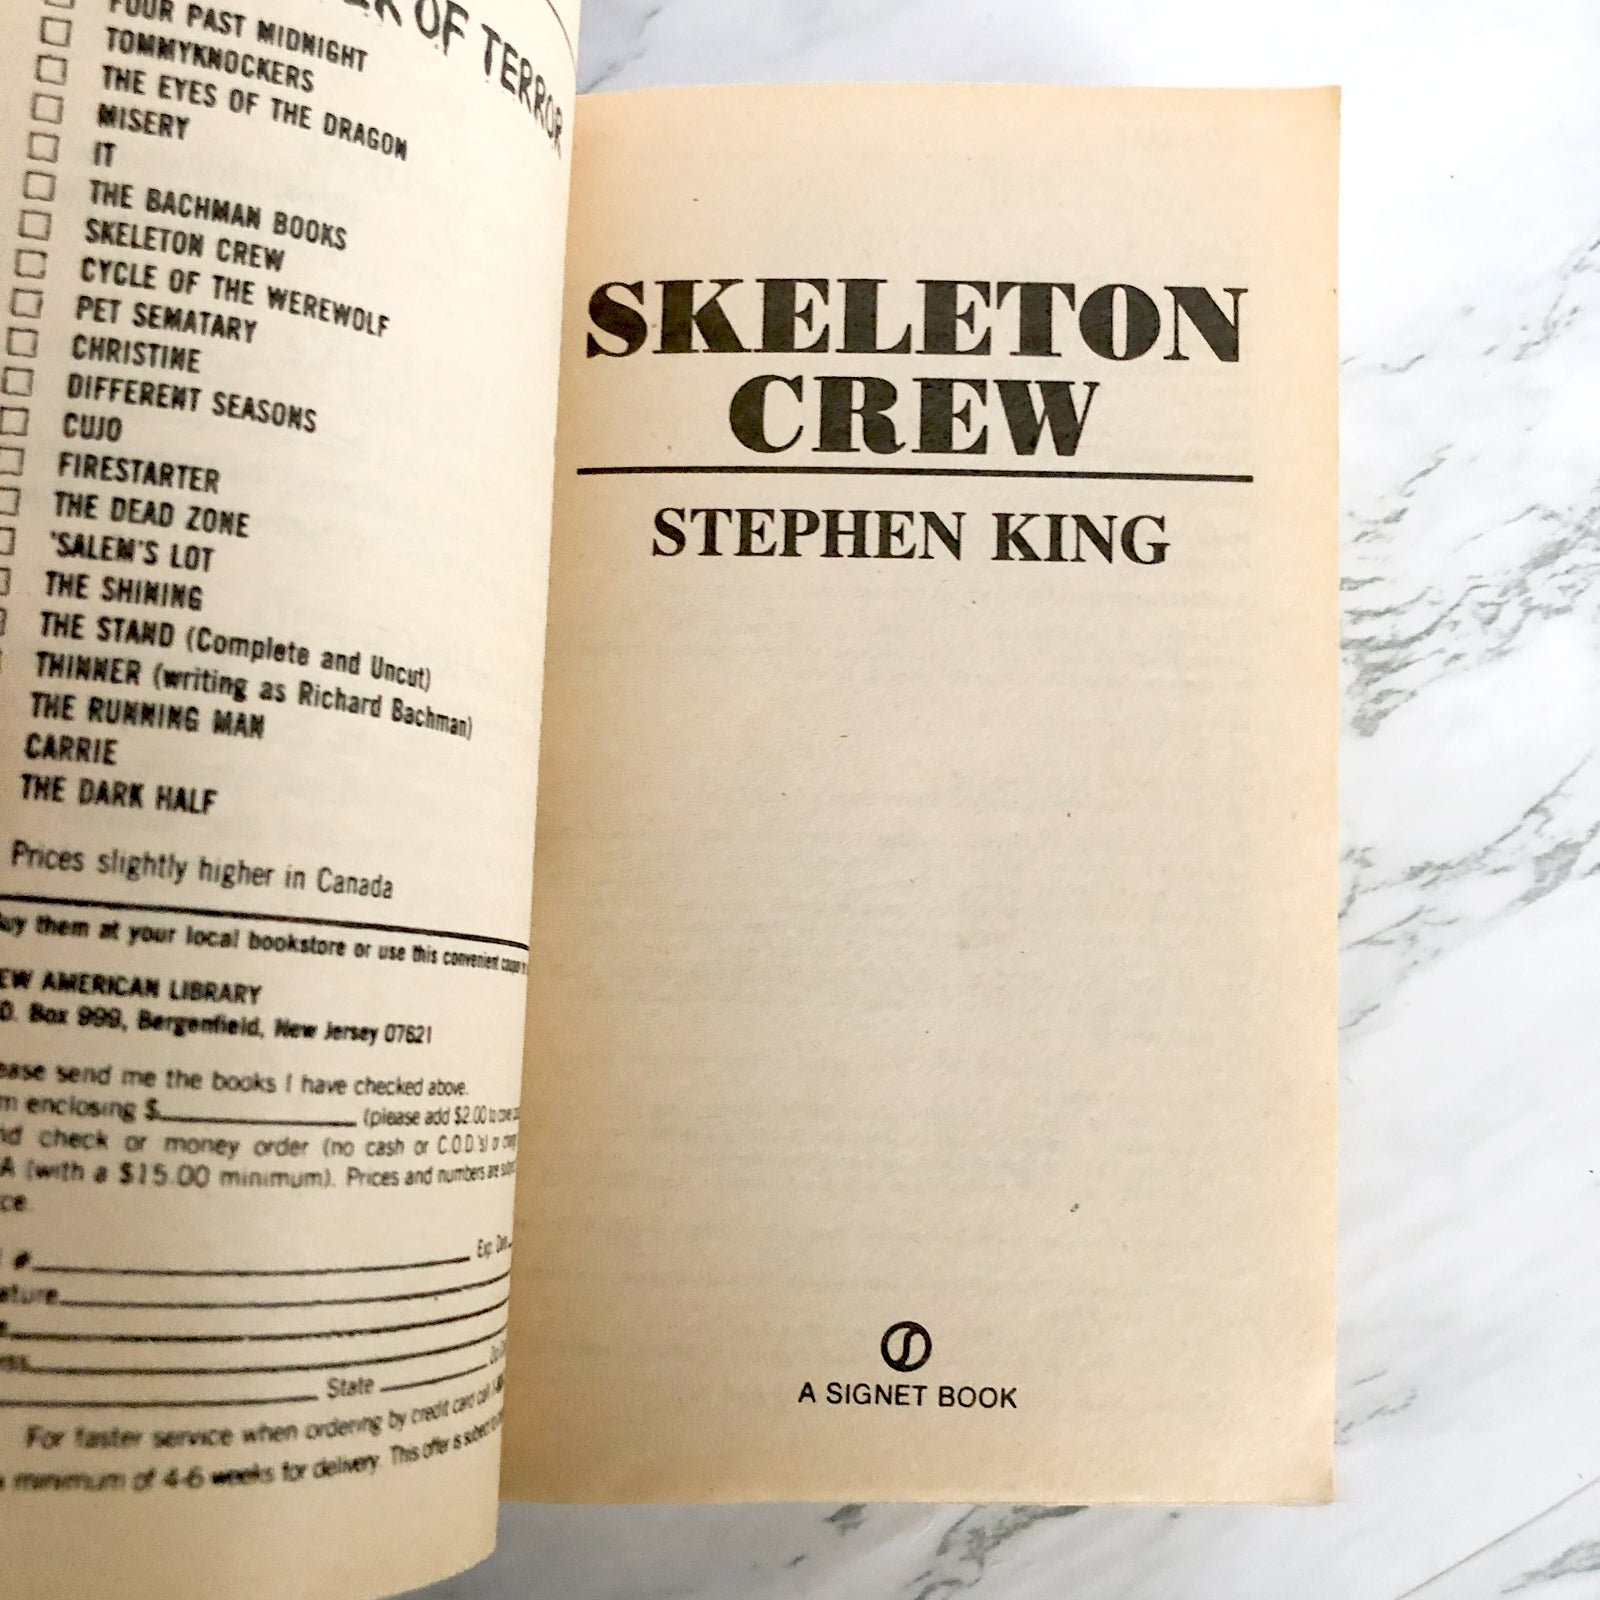 OF TERROR
FOUR PAST MIDNIGHT
TOMMYKNOCKERS
THE EYES OF THE DRAGON
MISERY
IT
THE BACHMAN BOOKS
SKELETON CREW
CYCLE OF THE WEREWOLF
PET SEMATARY
CHRISTINE
DIFFERENT SEASONS
CUJO
FIRESTARTER
THE DEAD ZONE
'SALEM'S LOT
THE SHINING
THE STAND (Complete and Uncut)
THINNER (writing as Richard Bachman)
THE RUNNING MAN
CARRIE
THE DARK HALF
Prices slightly higher in Canada
them at your local bookstore or use this convenient
AMERICAN LIBRARY
Box 999, Bergenfield, New Jersey 07621
send me the books I have checked above.
enclosing $ (please add $2.00 to
check or money order (no cash or C.O.D.'s) or
(with a $15.00 minimum). Prices and numbers are
#
Exp.
State
For faster service when ordering by credit card call
minimum of 4-6 weeks for delivery. This offer is subject to
SKELETON
CREW
STEPHEN KING
A SIGNET BOOK